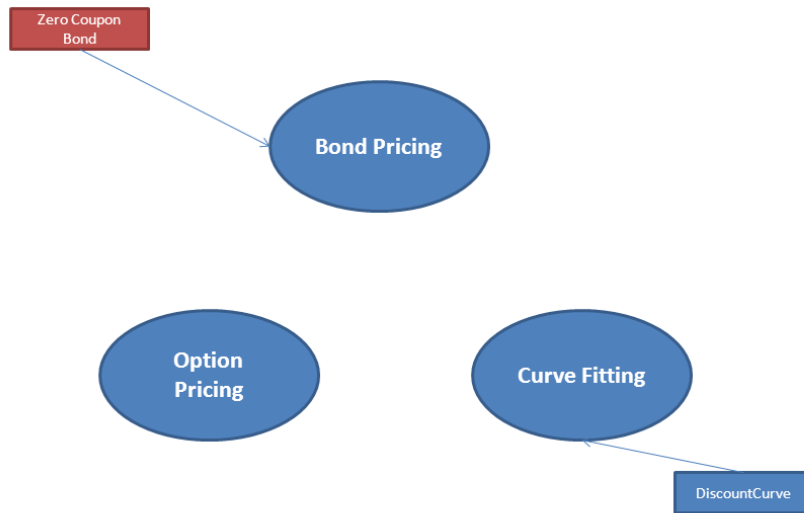 Zero Coupon
Bond
Bond Pricing
Option
Pricing
Curve Fitting
DiscountCurve